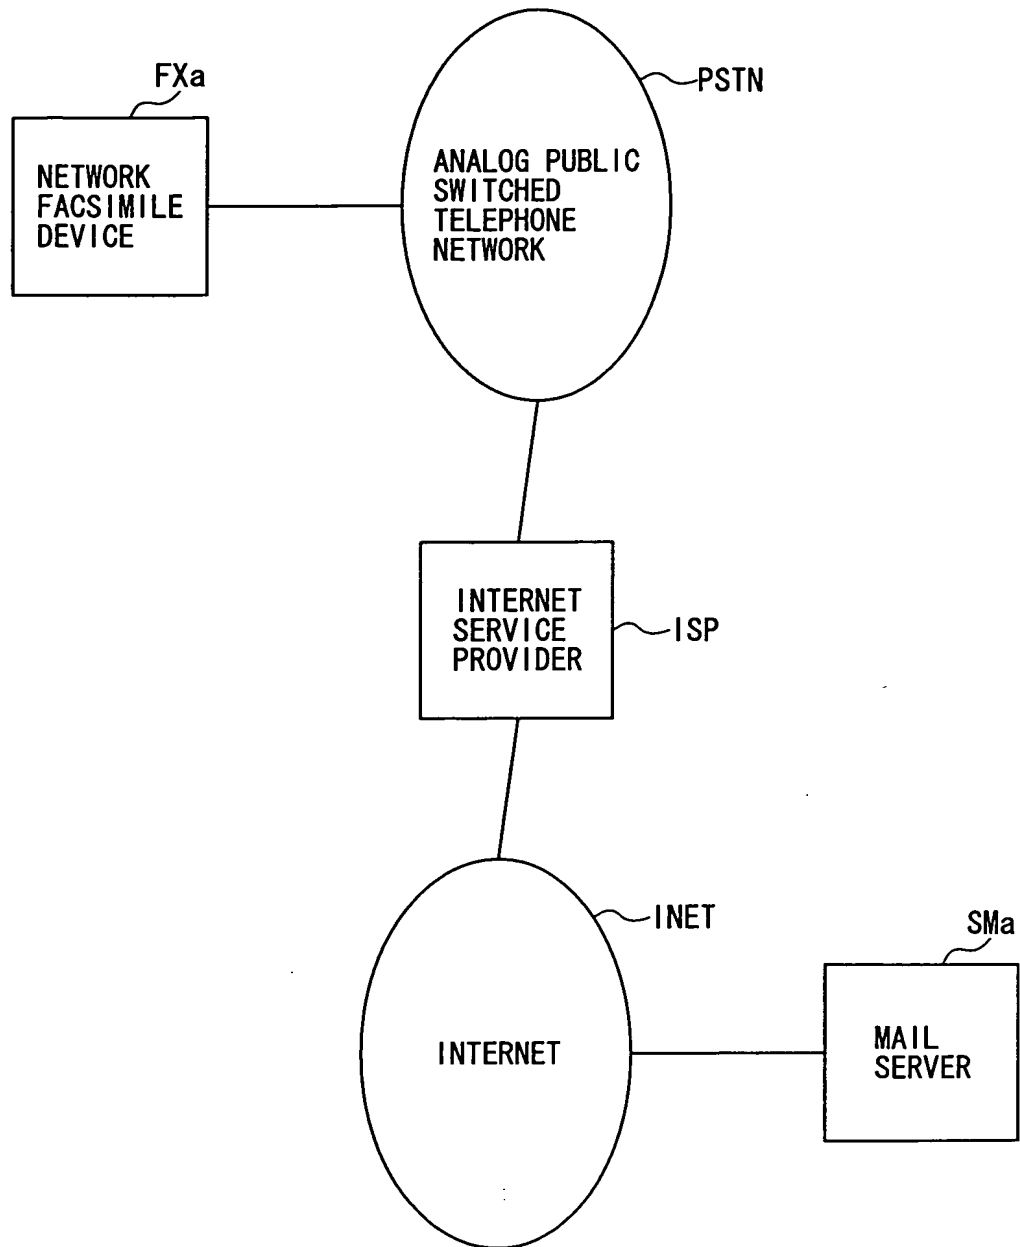 FXa
PSTN
NETWORK
FACSIMILE
DEVICE
ANALOG PUBLIC
SWITCHED
TELEPHONE
NETWORK
INTERNET
SERVICE
PROVIDER
ISP
INET
SMa
INTERNET
MAIL
SERVER